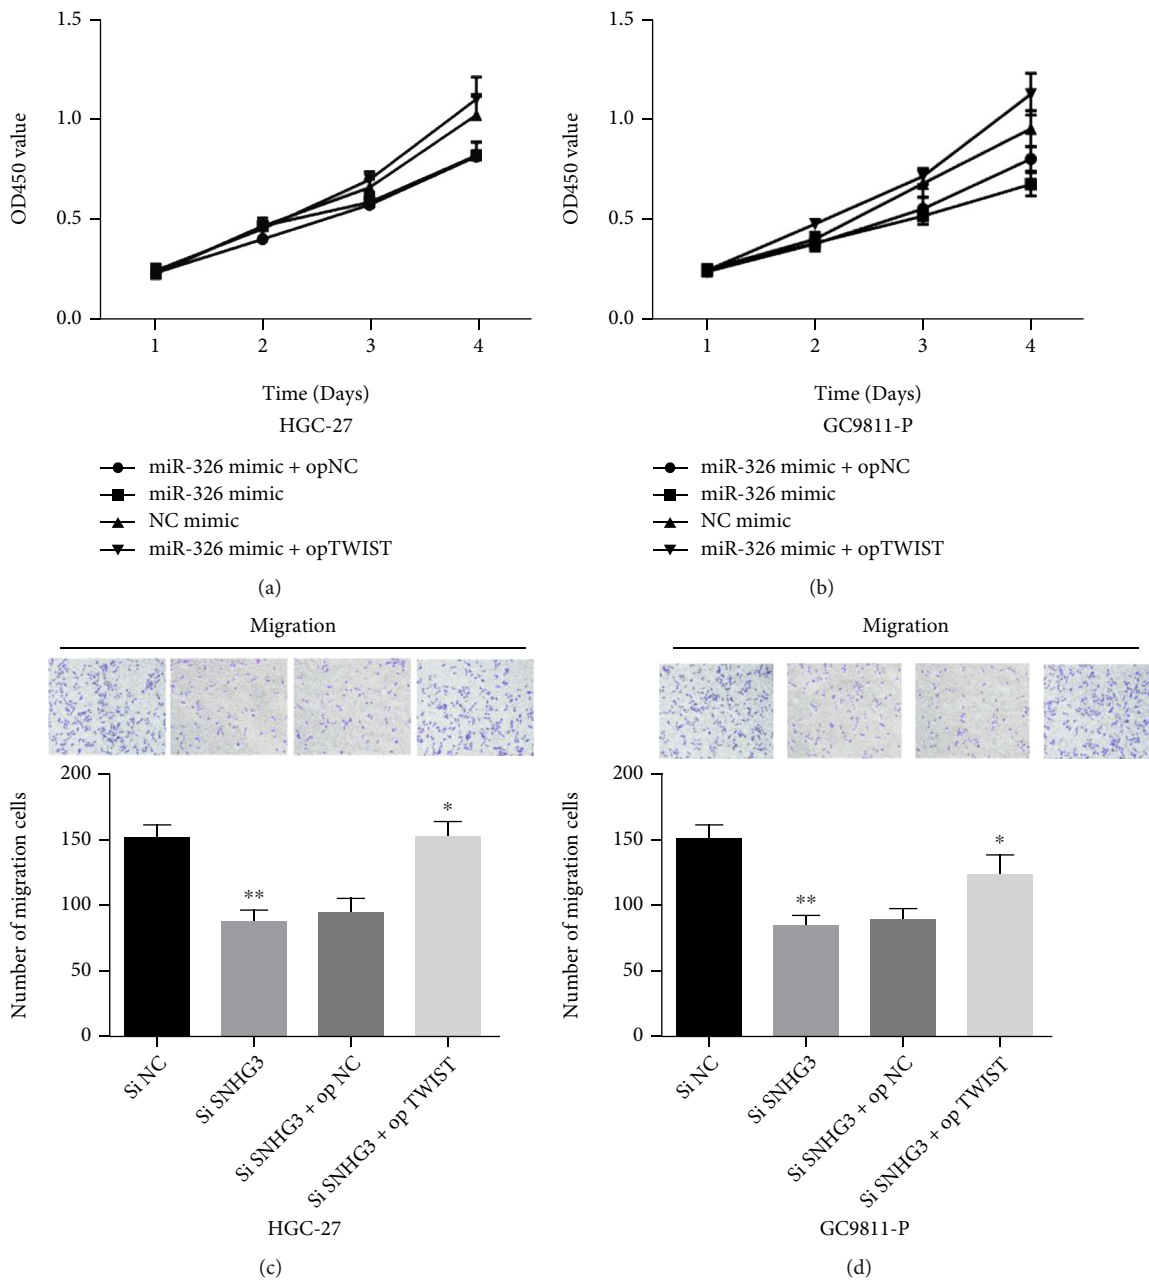 1.5
1.0
0.5
0.0
OD450 value
1
2
3
4
Time (Days)
HGC-27
miR-326 mimic + opNC
miR-326 mimic
NC mimic
miR-326 mimic + opTWIST
(a)
1.5
1.0
0.5
0.0
OD450 value
1
2
3
4
Time (Days)
GC9811-P
miR-326 mimic + opNC
miR-326 mimic
NC mimic
miR-326 mimic + opTWIST
(b)
Migration
200
150
100
50
0
Number of migration cells
**
*
Si NC
Si SNHG3
Si SNHG3 + op NC
Si SNHG3 + op TWIST
HGC-27
(c)
Migration
200
150
100
50
0
Number of migration cells
**
*
Si NC
Si SNHG3
Si SNHG3 + op NC
Si SNHG3 + op TWIST
GC9811-P
(d)